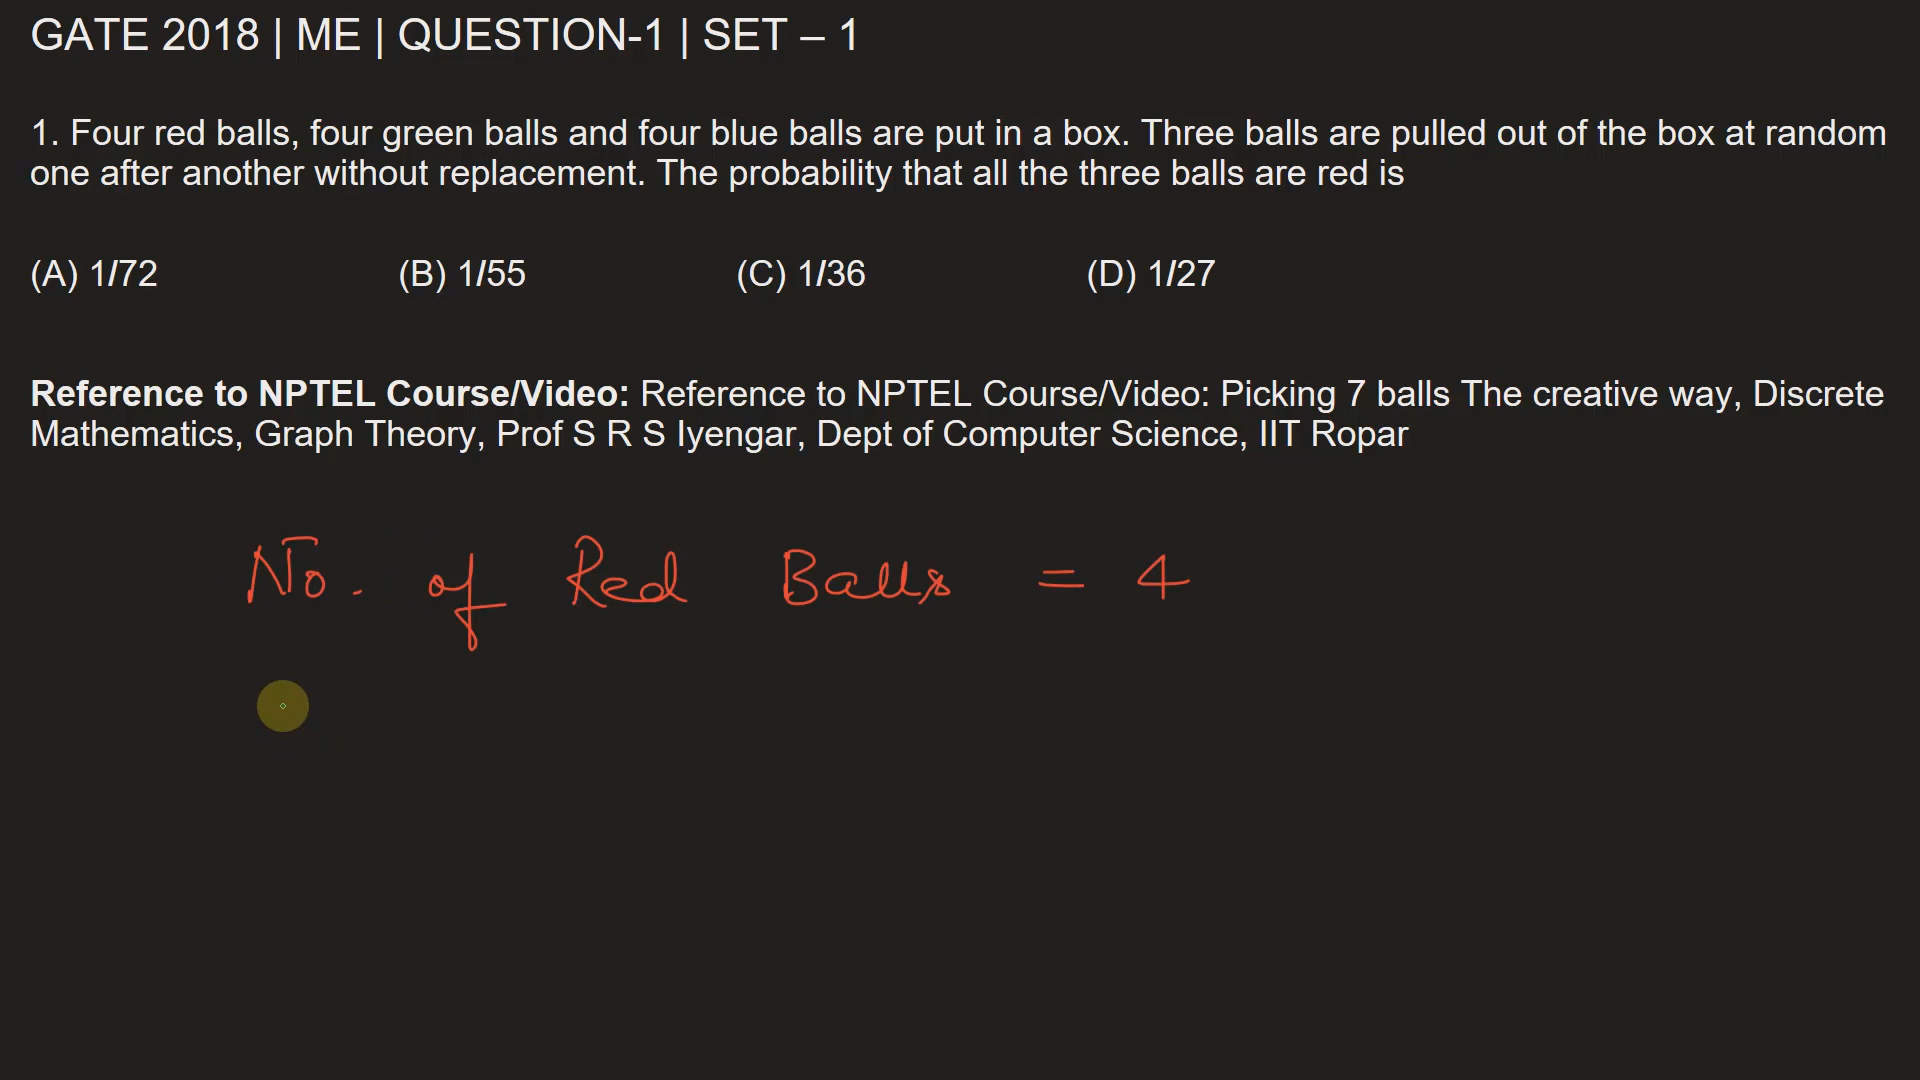 GATE 2018 | ME | QUESTION-1 | SET – 1
1. Four red balls, four green balls and four blue balls are put in a box. Three balls are pulled out of the box at random
one after another without replacement. The probability that all the three balls are red is
(A) 1/72 (B) 1/55 (C) 1/36 (D) 1/27
Reference to NPTEL Course/Video: Reference to NPTEL Course/Video: Picking 7 balls The creative way, Discrete
Mathematics, Graph Theory, Prof S R S Iyengar, Dept of Computer Science, IIT Ropar
No. of Red Balls = 4